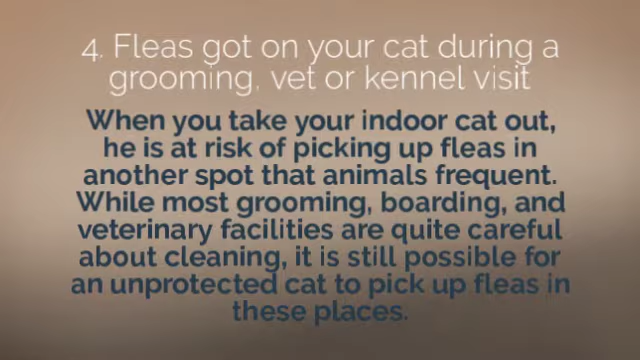 4. Fleas got on your cat during a
grooming, vet or kennel visit
When you take your indoor cat out,
he is at risk of picking up fleas in
another spot that animals frequent.
While most grooming, boarding, and
veterinary facilities are quite careful
about cleaning, it is still possible for
an unprotected cat to pick up fleas in
these places.